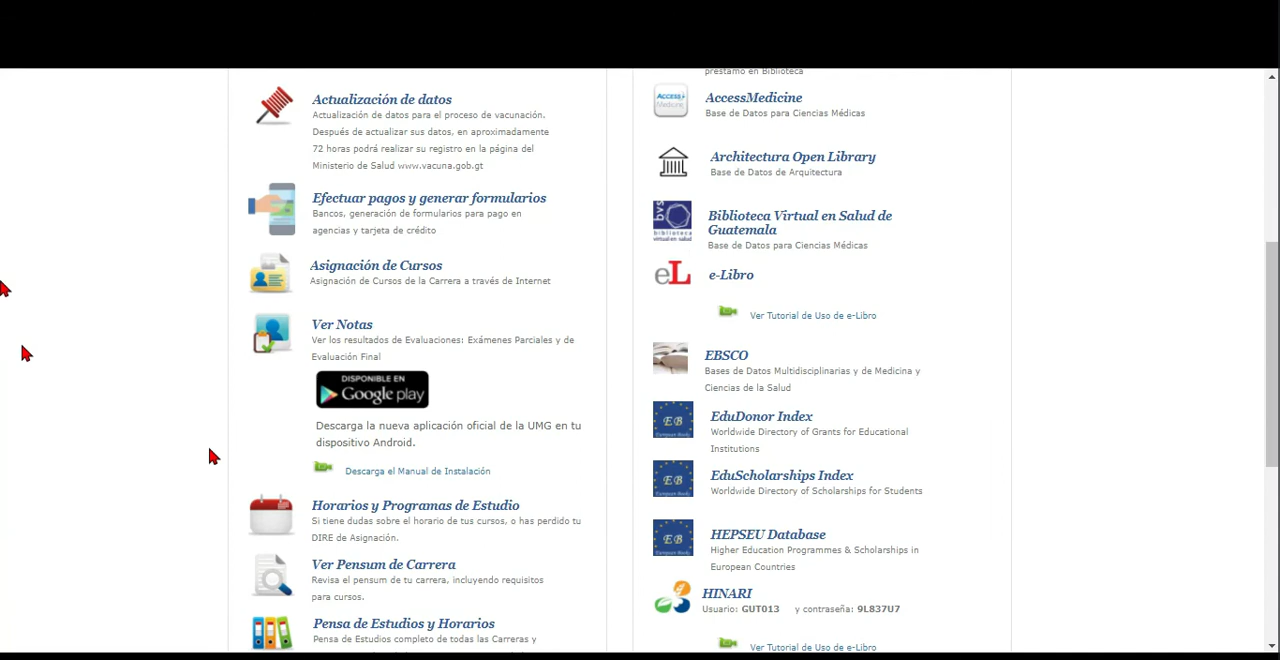 Actualización de datos
Actualización de datos para el proceso de vacunación.
Después de actualizar sus datos, en aproximadamente
72 horas podrá realizar su registro en la página del
Ministerio de Salud www.vacuna.gob.gt
Efectuar pagos y generar formularios
Bancos, generación de formularios para pago en
agencias y tarjeta de crédito
Asignación de Cursos
Asignación de Cursos de la Carrera a través de Internet
Ver Notas
Ver los resultados de Evaluaciones: Exámenes Parciales y de
Evaluación Final
DISPONIBLE EN
Google play
Descarga la nueva aplicación oficial de la UMG en tu
dispositivo Android.
Descarga el Manual de Instalación
Horarios y Programas de Estudio
Si tiene dudas sobre el horario de tus cursos, o has perdido tu
DIRE de Asignación.
Ver Pensum de Carrera
Revisa el pensum de tu carrera, incluyendo requisitos
para cursos.
Pensa de Estudios y Horarios
Pensa de Estudios completo de todas las Carreras y
préstamo en Biblioteca
ACCESS
Medicine
AccessMedicine
Base de Datos para Ciencias Médicas
Architectura Open Library
Base de Datos de Arquitectura
bvs
biblioteca
virtual en salud
Biblioteca Virtual en Salud de
Guatemala
Base de Datos para Ciencias Médicas
eL
e-Libro
Ver Tutorial de Uso de e-Libro
EBSCO
Bases de Datos Multidisciplinarias y de Medicina y
Ciencias de la Salud
EB
EduDonor Index
Worldwide Directory of Grants for Educational
Institutions
EB
EduScholarships Index
Worldwide Directory of Scholarships for Students
EB
HEPSEU Database
Higher Education Programmes & Scholarships in
European Countries
HINARI
Usuario: GUT013 y contraseña: 9L837U7
Ver Tutorial de Uso de e-Libro